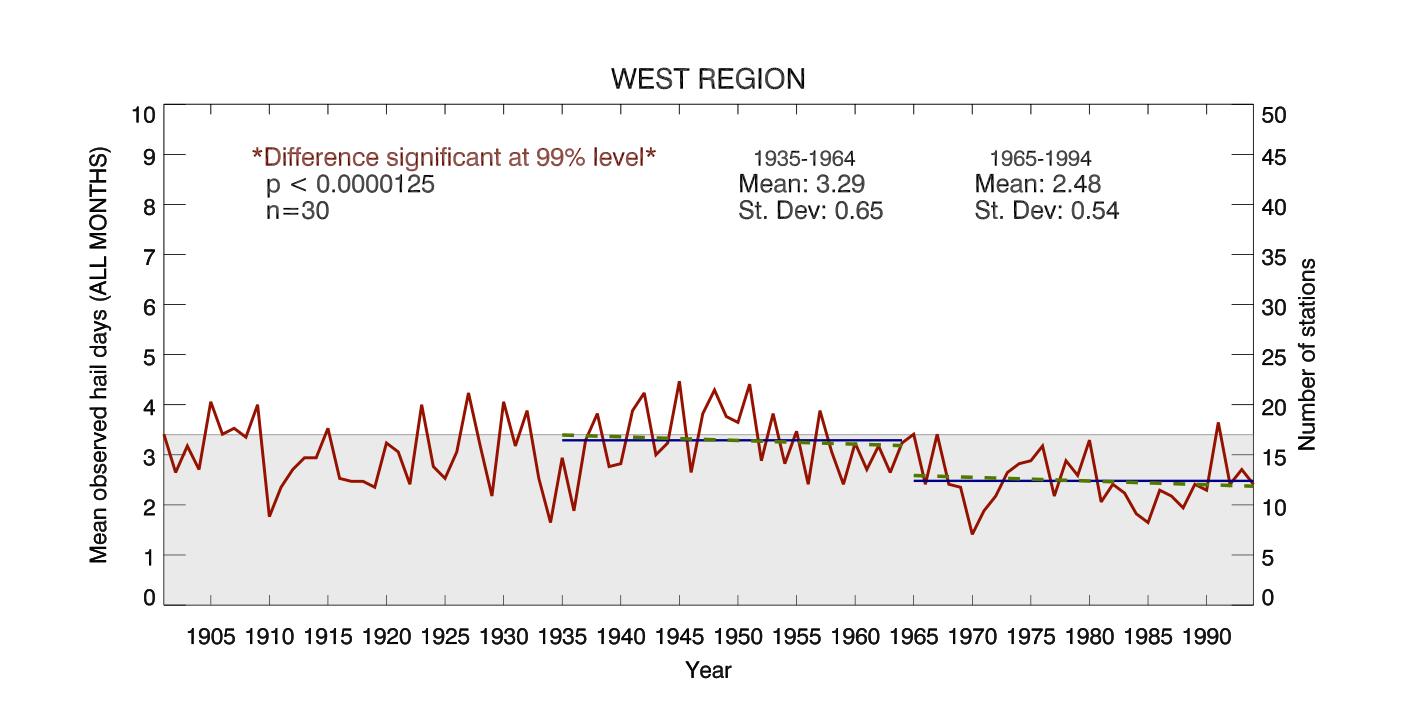 WEST REGION
*Difference significant at 99% level*
p < 0.0000125
n=30
1935-1964
Mean: 3.29
St. Dev: 0.65
1965-1994
Mean: 2.48
St. Dev: 0.54
Mean observed hail days (ALL MONTHS)
10
9
8
7
6
5
4
3
2
1
0
50
45
40
35
30
25
20
15
10
5
0
Number of stations
1905 1910 1915 1920 1925 1930 1935 1940 1945 1950 1955 1960 1965 1970 1975 1980 1985 1990
Year